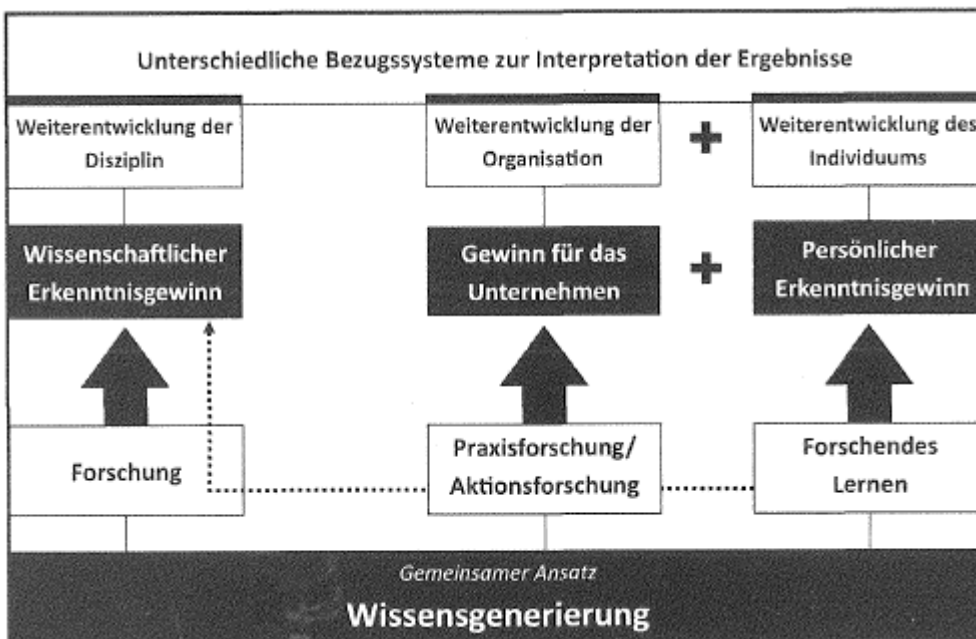 Unterschiedliche Bezugssysteme zur Interpretation der Ergebnisse
Weiterentwicklung der
Disziplin
Weiterentwicklung der
Organisation
Weiterentwicklung des
Individuums
Wissenschaftlicher
Erkenntnisgewinn
Gewinn für das
Unternehmen
Persönlicher
Erkenntnisgewinn
Forschung
Praxisforschung/
Aktionsforschung
Forschendes
Lernen
Gemeinsamer Ansatz
Wissensgenerierung